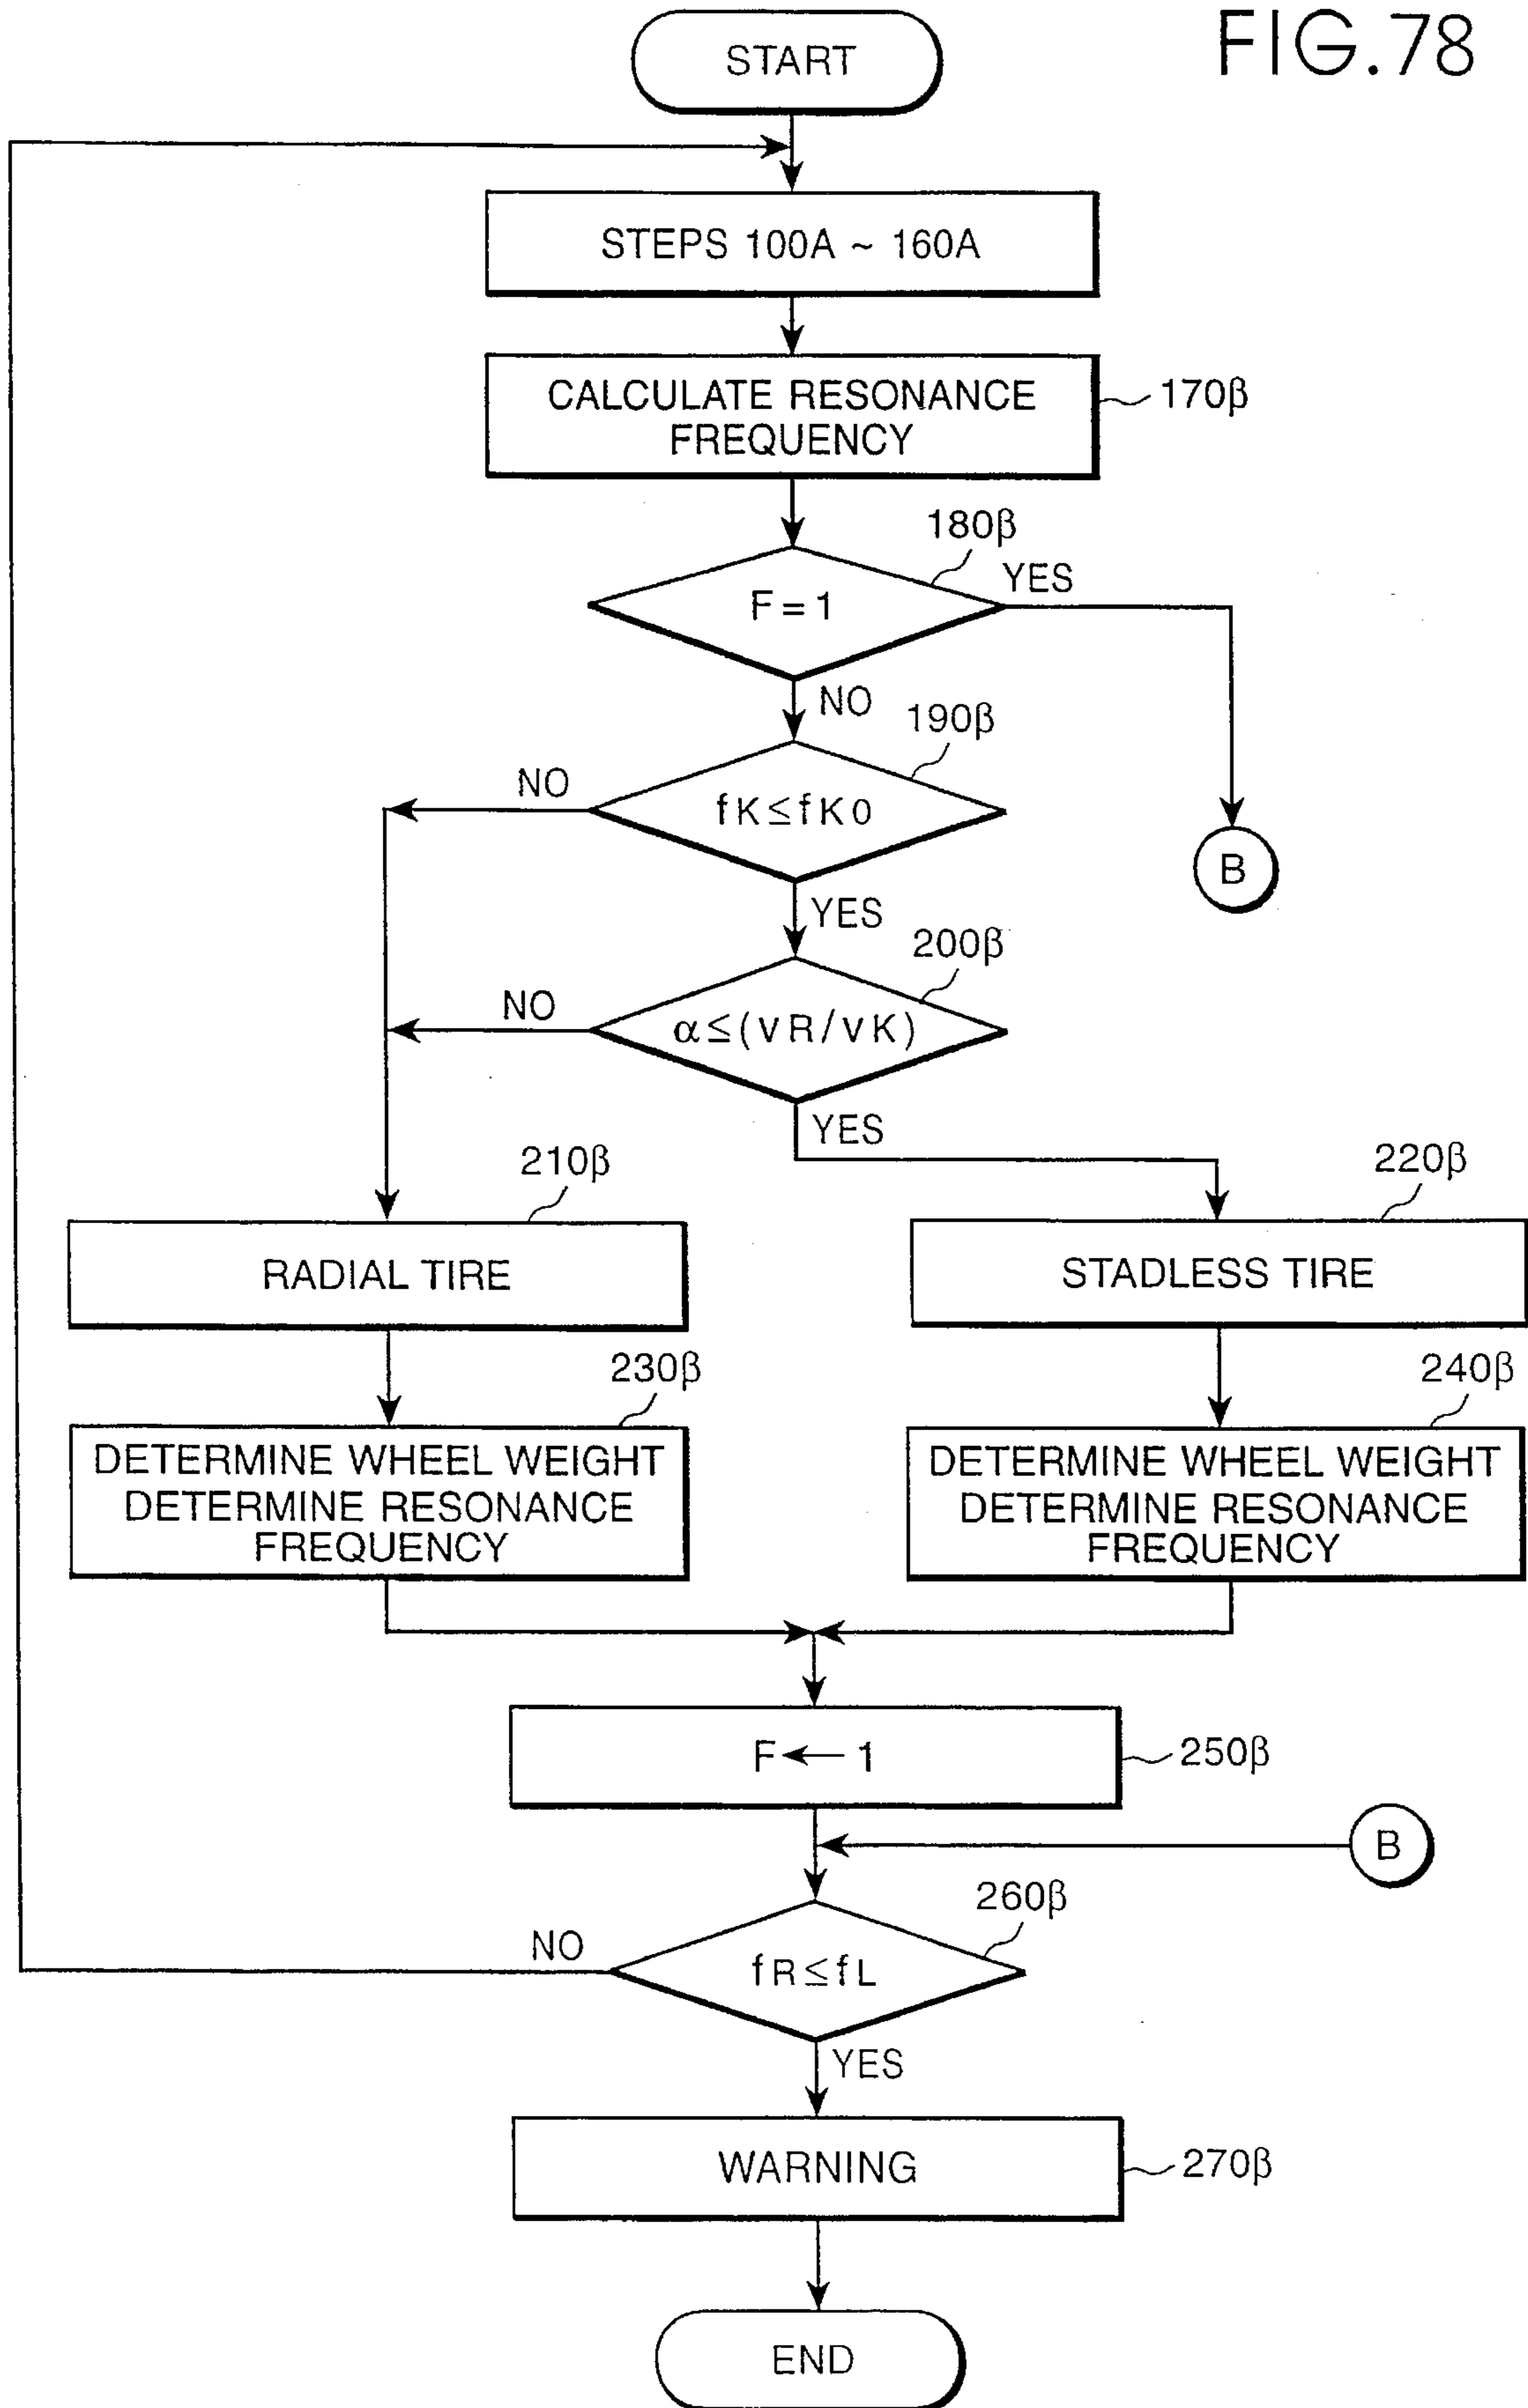 FIG.78
START
STEPS 100A ~ 160A
CALCULATE RESONANCE
FREQUENCY
170β
180β
F = 1
YES
NO
190β
fK≤fK0
NO
B
YES
200β
α≤(vR/vK)
NO
YES
210β
220β
RADIAL TIRE
STADLESS TIRE
230β
240β
DETERMINE WHEEL WEIGHT
DETERMINE RESONANCE
FREQUENCY
DETERMINE WHEEL WEIGHT
DETERMINE RESONANCE
FREQUENCY
F ← 1
250β
B
260β
fR≤fL
NO
YES
WARNING
270β
END